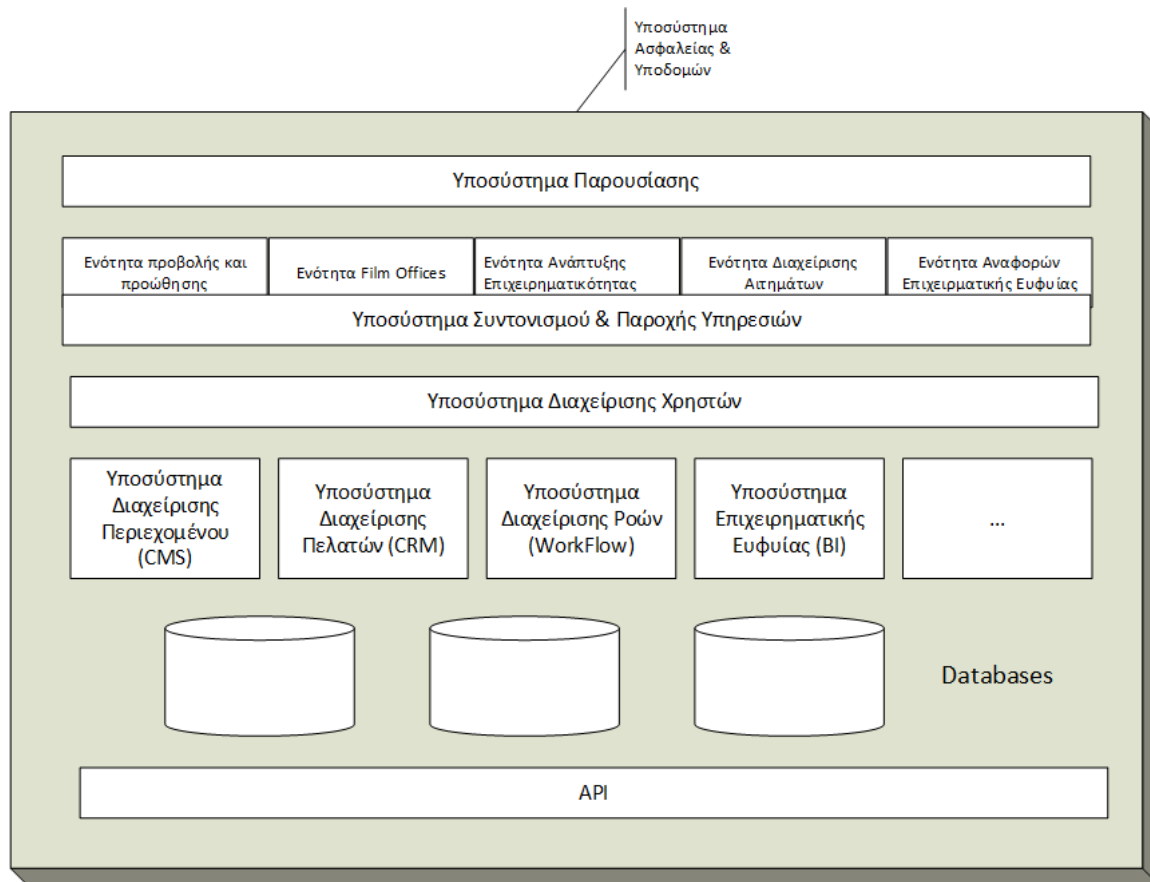 Υποσύστημα
Ασφαλείας &
Υποδομών
Υποσύστημα Παρουσίασης
Ενότητα προβολής και
προώθησης
Ενότητα Film Offices
Ενότητα Ανάπτυξης
Επιχειρηματικότητας
Ενότητα Διαχείρισης
Αιτημάτων
Ενότητα Αναφορών
Επιχειρματικής Ευφυίας
Υποσύστημα Συντονισμού & Παροχής Υπηρεσιών
Υποσύστημα Διαχείρισης Χρηστών
Υποσύστημα
Διαχείρισης
Περιεχομένου
(CMS)
Υποσύστημα
Διαχείρισης
Πελατών (CRM)
Υποσύστημα
Διαχείρισης Ροών
(WorkFlow)
Υποσύστημα
Επιχειρηματικής
Ευφυίας (BI)
...
Databases
API